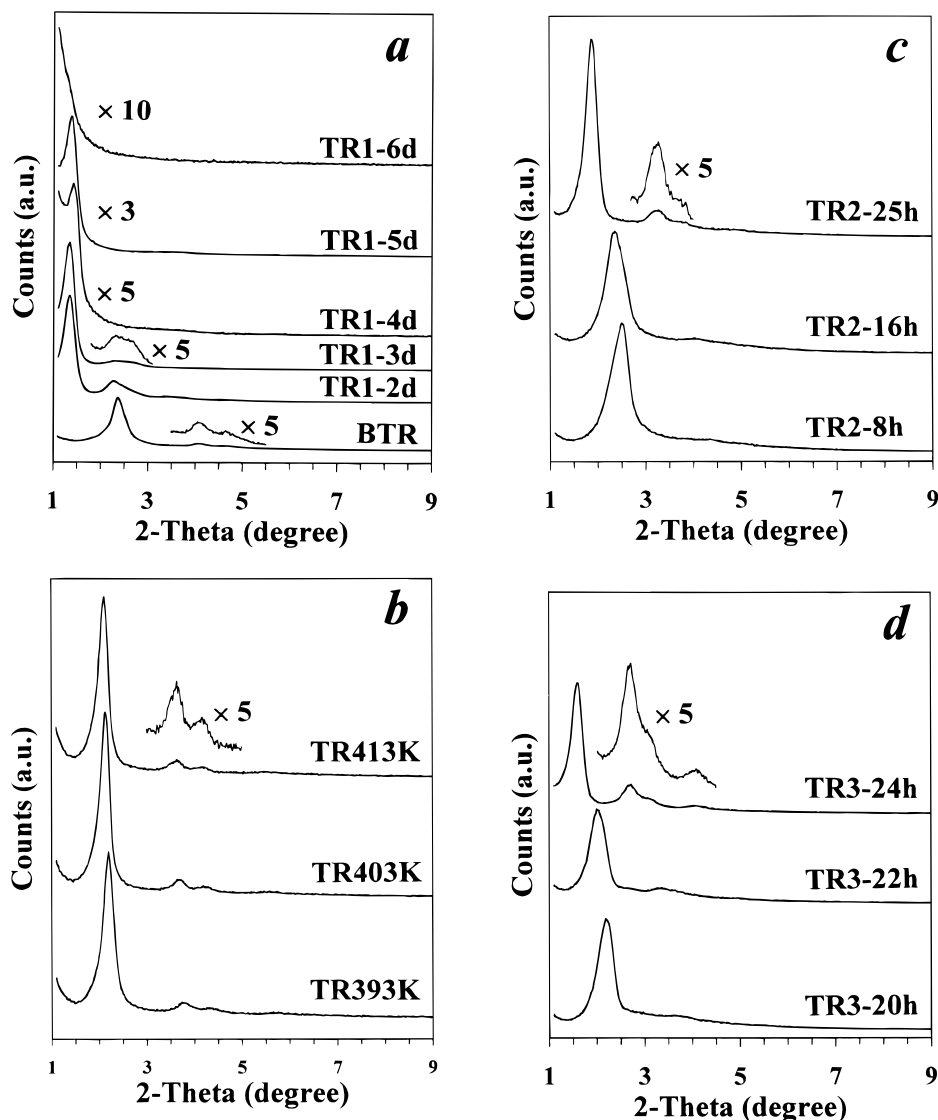 a
× 10
TR1-6d
× 3
TR1-5d
× 5
TR1-4d
× 5
TR1-3d
TR1-2d
× 5
BTR
Counts (a.u.)
1 3 5 7 9
2-Theta (degree)
b
× 5
TR413K
TR403K
TR393K
Counts (a.u.)
1 3 5 7 9
2-Theta (degree)
c
× 5
TR2-25h
TR2-16h
TR2-8h
Counts (a.u.)
1 3 5 7 9
2-Theta (degree)
d
× 5
TR3-24h
TR3-22h
TR3-20h
Counts (a.u.)
1 3 5 7 9
2-Theta (degree)